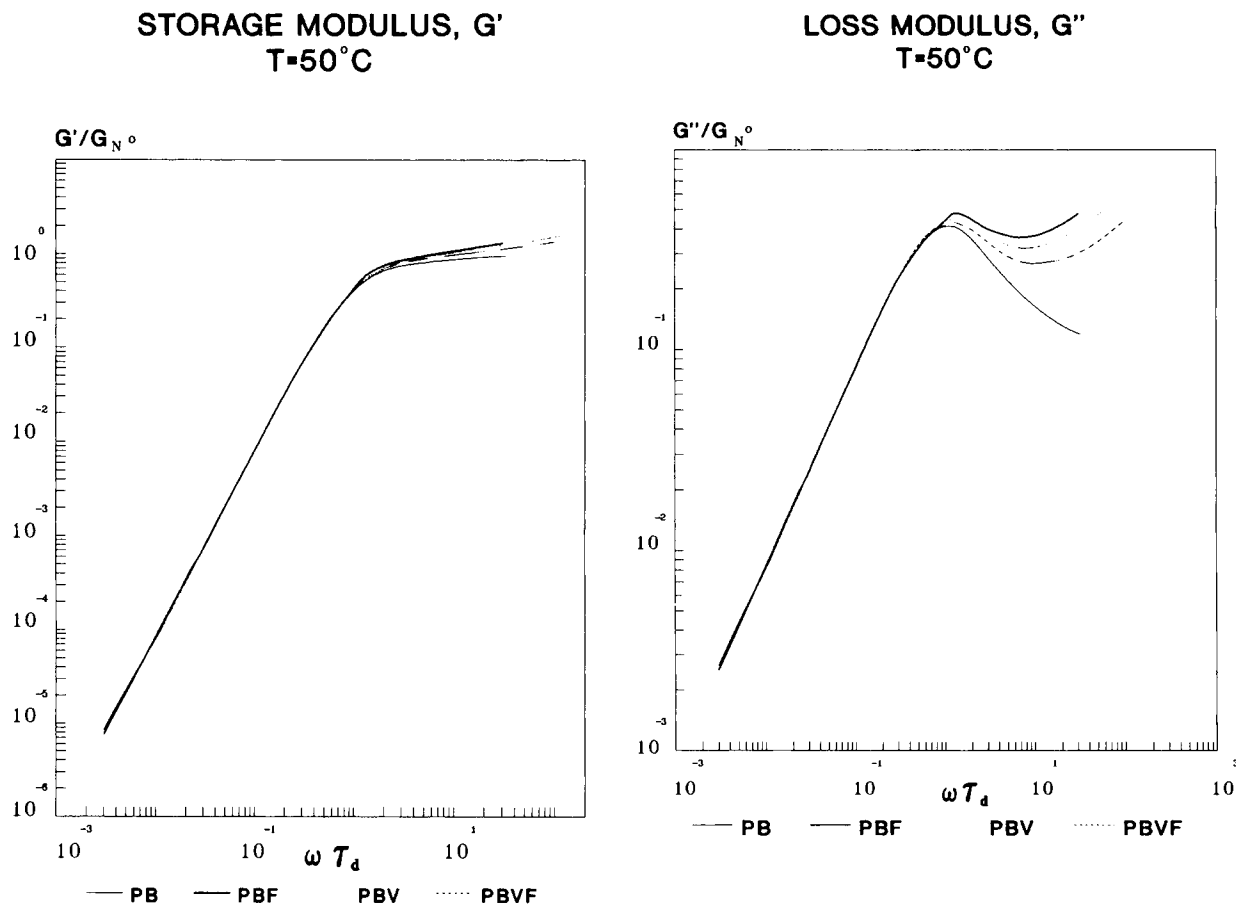 STORAGE MODULUS, G'
T=50°C
G'/G_N°
10^0
10^-1
10^-2
10^-3
10^-4
10^-5
10^-6
10^-3 10^-1 10^1
ω τ_d
PB PBF PBV PBVF
LOSS MODULUS, G''
T=50°C
G''/G_N°
10^-1
10^-2
10^-3
10^-3 10^-1 10^1 10^3
ω τ_d
PB PBF PBV PBVF